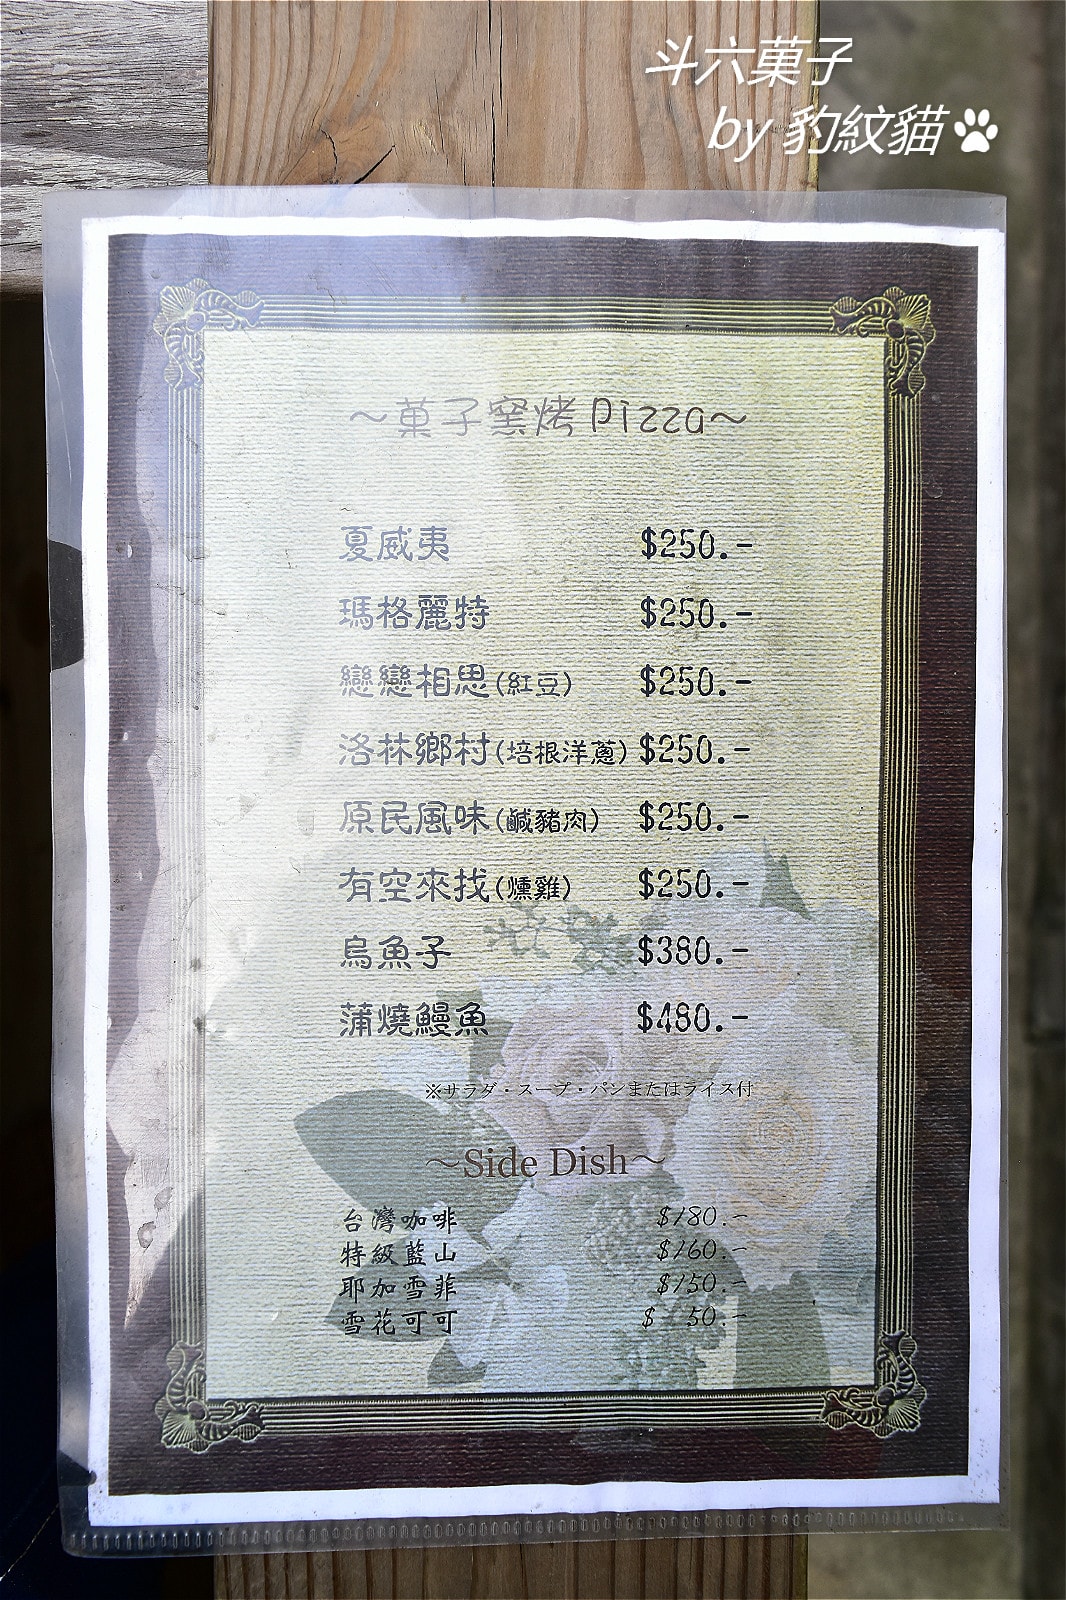 斗六菓子
by 豹紋貓
～菓子窯烤Pizza～
夏威夷 $250.-
瑪格麗特 $250.-
戀戀相思(紅豆) $250.-
洛林鄉村(培根洋蔥) $250.-
原民風味(鹹豬肉) $250.-
有空來找(燻雞) $250.-
烏魚子 $380.-
蒲燒鰻魚 $480.-
※サラダ・スープ・パンまたはライス付
～Side Dish～
台灣咖啡 $180.-
特級藍山 $160.-
耶加雪菲 $150.-
雪花可可 $ 50.-